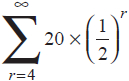 ∞
∑ 20 × (1/2)^r
r=4